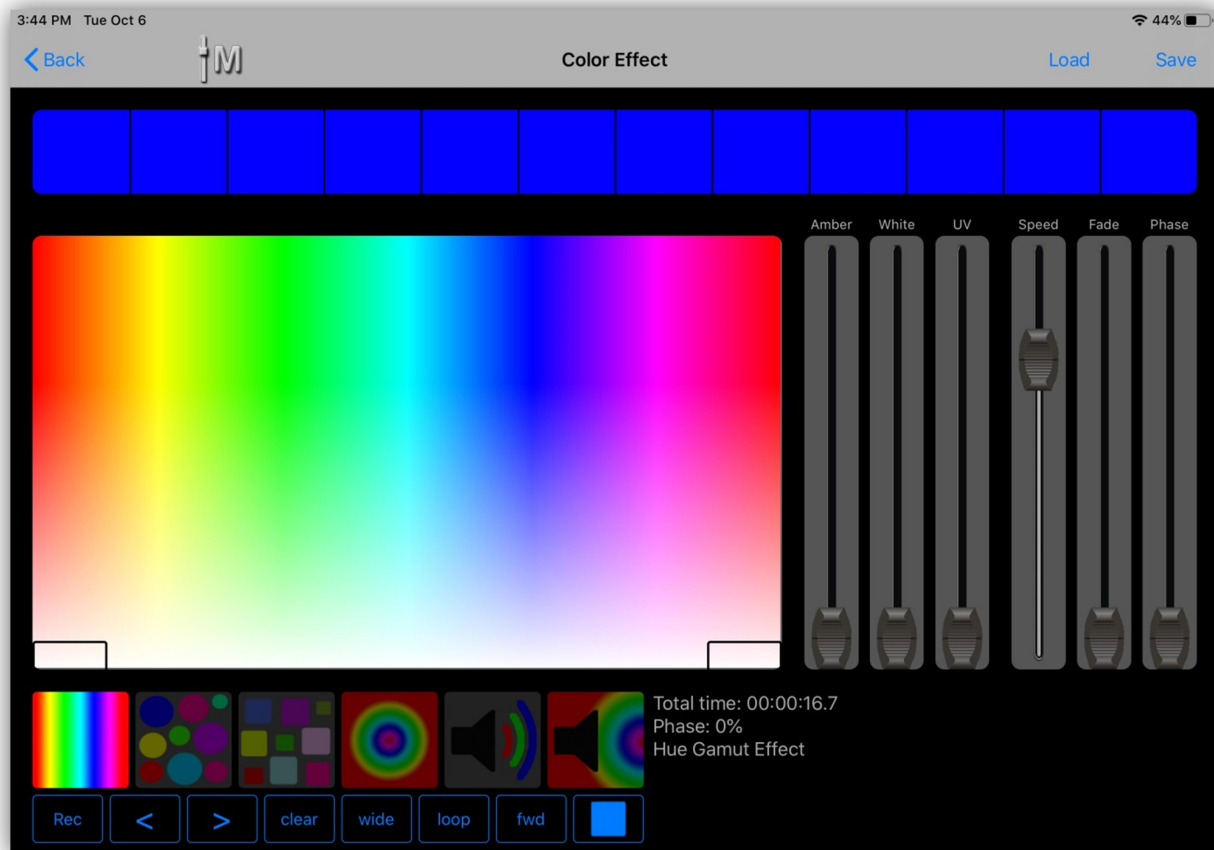 3:44 PM Tue Oct 6 44%
Back M Color Effect Load Save
Amber White UV Speed Fade Phase
Total time: 00:00:16.7
Phase: 0%
Hue Gamut Effect
Rec < > clear wide loop fwd